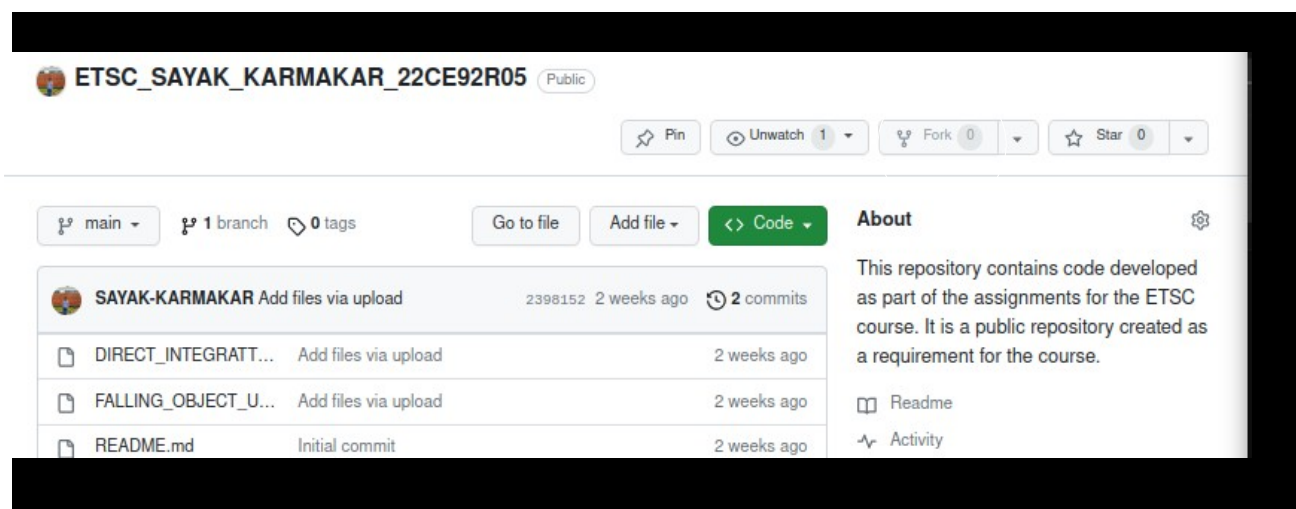 ETSC_SAYAK_KARMAKAR_22CE92R05 Public
Pin Unwatch 1 Fork 0 Star 0
main 1 branch 0 tags Go to file Add file Code
SAYAK-KARMAKAR Add files via upload 2398152 2 weeks ago 2 commits
DIRECT_INTEGRATT... Add files via upload 2 weeks ago
FALLING_OBJECT_U... Add files via upload 2 weeks ago
README.md Initial commit 2 weeks ago
About
This repository contains code developed
as part of the assignments for the ETSC
course. It is a public repository created as
a requirement for the course.
Readme
Activity